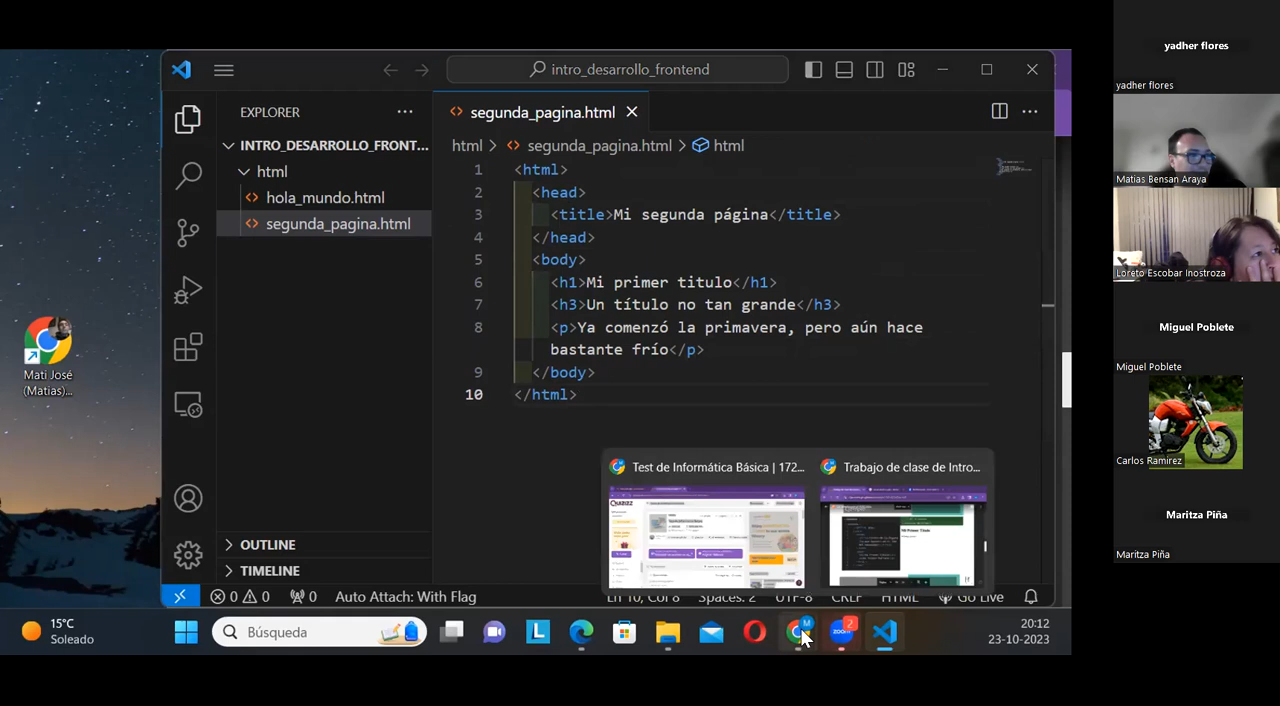 intro_desarrollo_frontend
EXPLORER
segunda_pagina.html
INTRO_DESARROLLO_FRONT...
html
hola_mundo.html
segunda_pagina.html
html > segunda_pagina.html > html
1 <html>
2 <head>
3 <title>Mi segunda página</title>
4 </head>
5 <body>
6 <h1>Mi primer titulo</h1>
7 <h3>Un título no tan grande</h3>
8 <p>Ya comenzó la primavera, pero aún hace
bastante frío</p>
9 </body>
10 </html>
Mati José
(Matias)...
Test de Informática Básica | 172...
Trabajo de clase de Intro...
OUTLINE
TIMELINE
0 0 0 Auto Attach: With Flag
Ln 10, Col 8 Spaces: 2 UTF-8 CRLF HTML Go Live
15°C
Soleado
Búsqueda
L
M
zoom
2
20:12
23-10-2023
yadher flores
yadher flores
Matias Bensan Araya
Loreto Escobar Inostroza
Miguel Poblete
Miguel Poblete
Carlos Ramirez
Maritza Piña
Maritza Piña